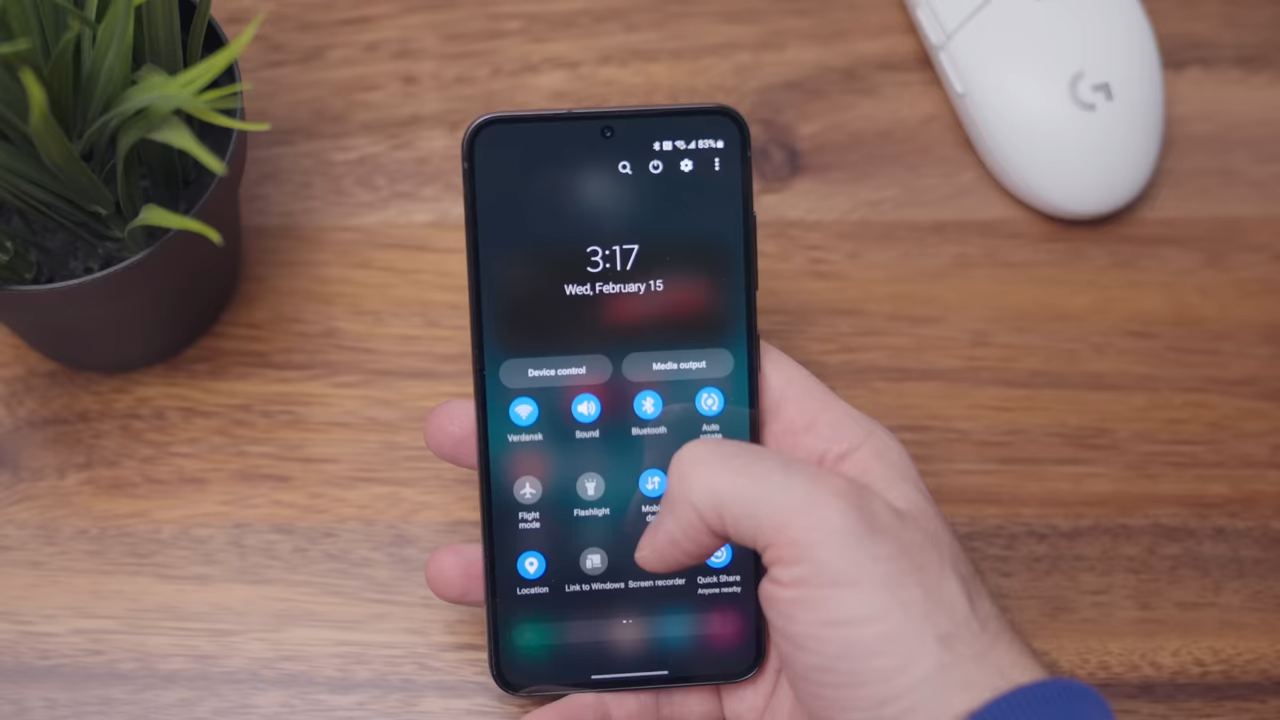 83%
3:17
Wed, February 15
Device control
Media output
Verdansk
Sound
Bluetooth
Auto
rotate
Flight
mode
Flashlight
Location
Link to Windows
Screen recorder
Quick Share
Anyone nearby
G